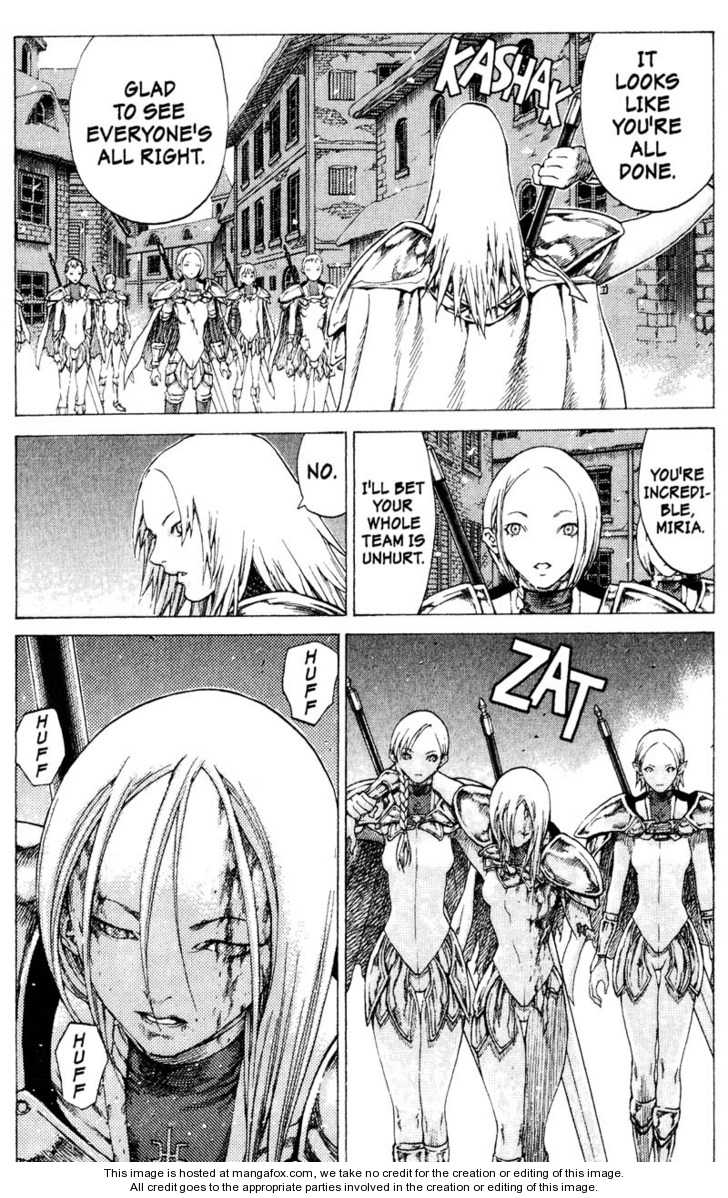 IT
LOOKS
LIKE
YOU'RE
ALL
DONE.
KASHAK
GLAD
TO SEE
EVERYONE'S
ALL RIGHT.
YOU'RE
INCREDI-
BLE,
MIRIA.
I'LL BET
YOUR
WHOLE
TEAM IS
UNHURT.
NO.
ZAT
HUFF
HUFF
HUFF
This image is hosted at mangafox.com, we take no credit for the creation or editing of this image.
All credit goes to the appropriate parties involved in the creation or editing of this image.